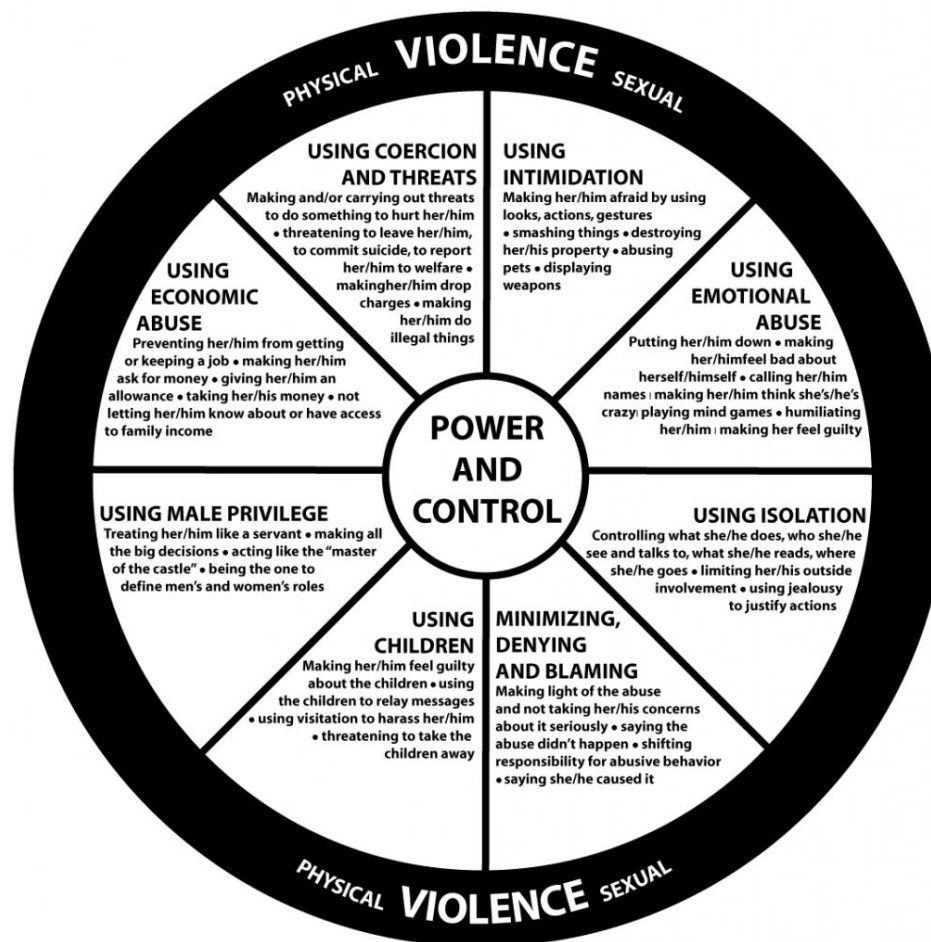 PHYSICAL VIOLENCE SEXUAL
USING COERCION
AND THREATS
Making and/or carrying out threats
to do something to hurt her/him
• threatening to leave her/him,
to commit suicide, to report
her/him to welfare •
makingher/him drop
charges • making
her/him do
illegal things
USING
INTIMIDATION
Making her/him afraid by using
looks, actions, gestures
• smashing things • destroying
her/his property • abusing
pets • displaying
weapons
USING
EMOTIONAL
ABUSE
Putting her/him down • making
her/himfeel bad about
herself/himself • calling her/him
names making her/him think she's/he's
crazy playing mind games • humiliating
her/him making her feel guilty
USING ISOLATION
Controlling what she/he does, who she/he
see and talks to, what she/he reads, where
she/he goes • limiting her/his outside
involvement • using jealousy
to justify actions
MINIMIZING,
DENYING
AND BLAMING
Making light of the abuse
and not taking her/his concerns
about it seriously • saying the
abuse didn't happen • shifting
responsibility for abusive behavior
• saying she/he caused it
USING
CHILDREN
Making her/him feel guilty
about the children • using
the children to relay messages
• using visitation to harass her/him
• threatening to take the
children away
USING MALE PRIVILEGE
Treating her/him like a servant • making all
the big decisions • acting like the "master
of the castle" • being the one to
define men's and women's roles
USING
ECONOMIC
ABUSE
Preventing her/him from getting
or keeping a job • making her/him
ask for money • giving her/him an
allowance • taking her/his money • not
letting her/him know about or have access
to family income
POWER
AND
CONTROL
PHYSICAL VIOLENCE SEXUAL